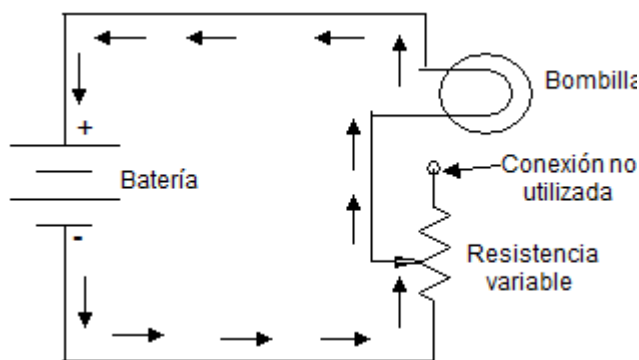 Bombilla
+
Batería
-
Conexión no
utilizada
Resistencia
variable